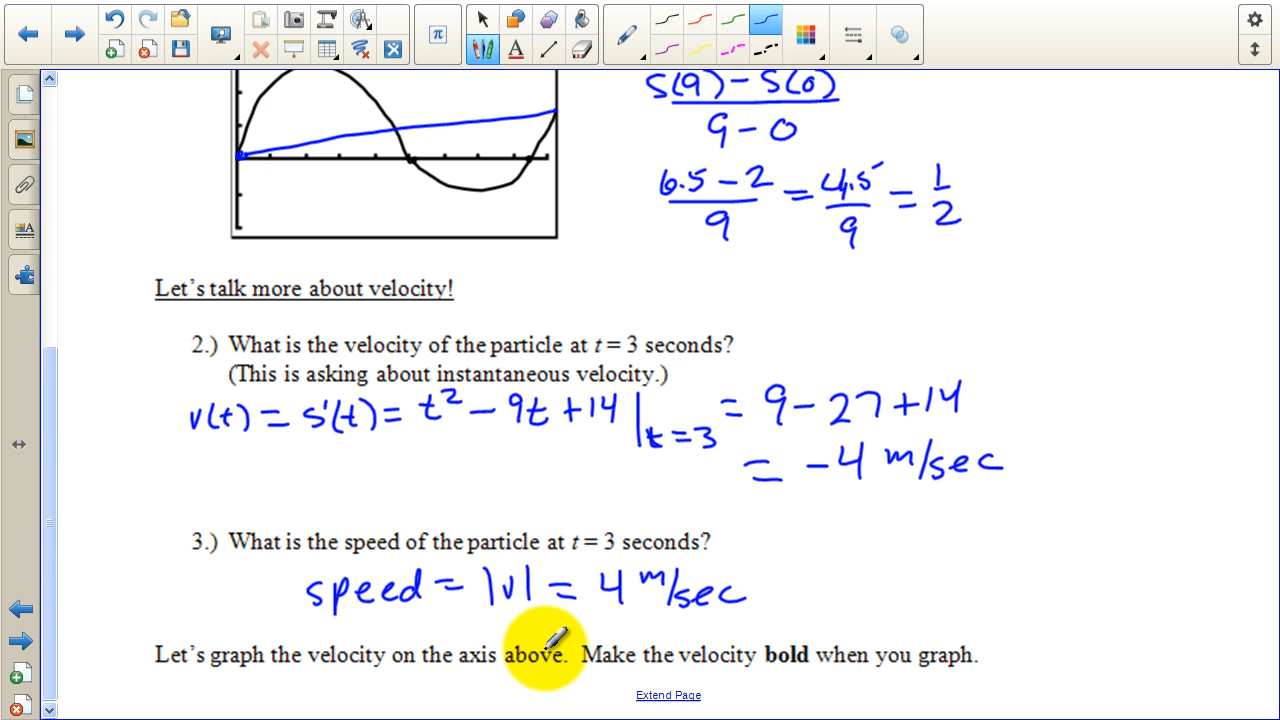 S(9) - S(0)
9 - 0
6.5 - 2 = 4.5 = 1
9 9 2
Let's talk more about velocity!
2.) What is the velocity of the particle at t = 3 seconds?
(This is asking about instantaneous velocity.)
v(t) = s'(t) = t² - 9t + 14 | t = 3 = 9 - 27 + 14
= -4 m/sec
3.) What is the speed of the particle at t = 3 seconds?
speed = |v| = 4 m/sec
Let's graph the velocity on the axis above. Make the velocity bold when you graph.
Extend Page